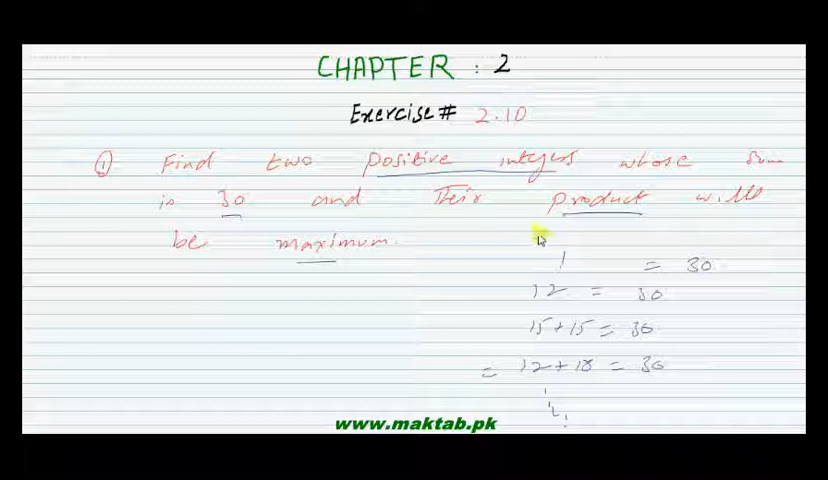 CHAPTER : 2
Exercise# 2.10
① Find two positive integers whose sum
is 30 and their product will
be maximum.
1 = 30
12 = 30
15+15 = 30
= 12+18 = 30
www.maktab.pk